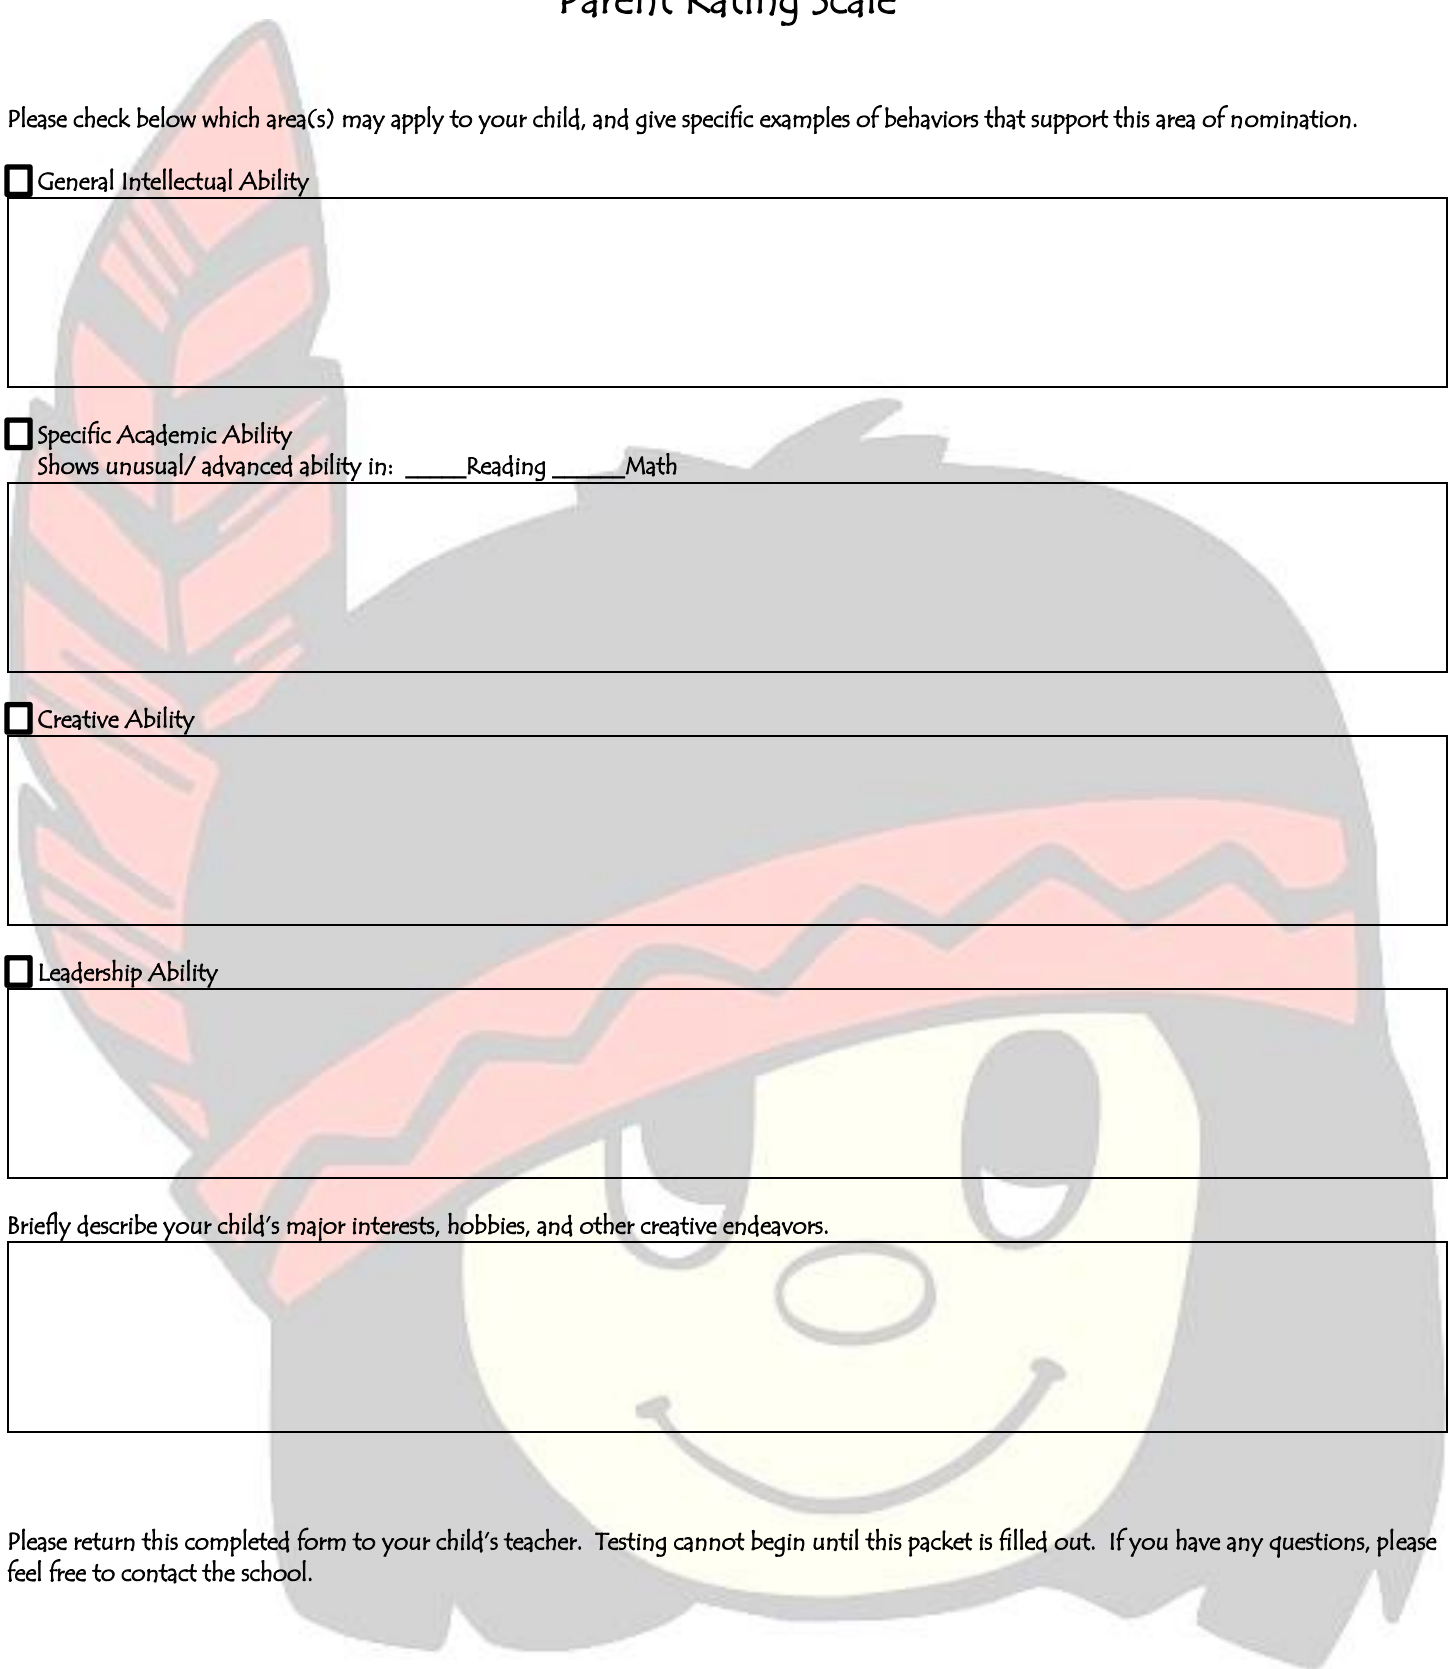 Parent Rating Scale
Please check below which area(s) may apply to your child, and give specific examples of behaviors that support this area of nomination.
General Intellectual Ability
Specific Academic Ability
Shows unusual/ advanced ability in: _____Reading ______Math
Creative Ability
Leadership Ability
Briefly describe your child's major interests, hobbies, and other creative endeavors.
Please return this completed form to your child's teacher.  Testing cannot begin until this packet is filled out.  If you have any questions, please
feel free to contact the school.